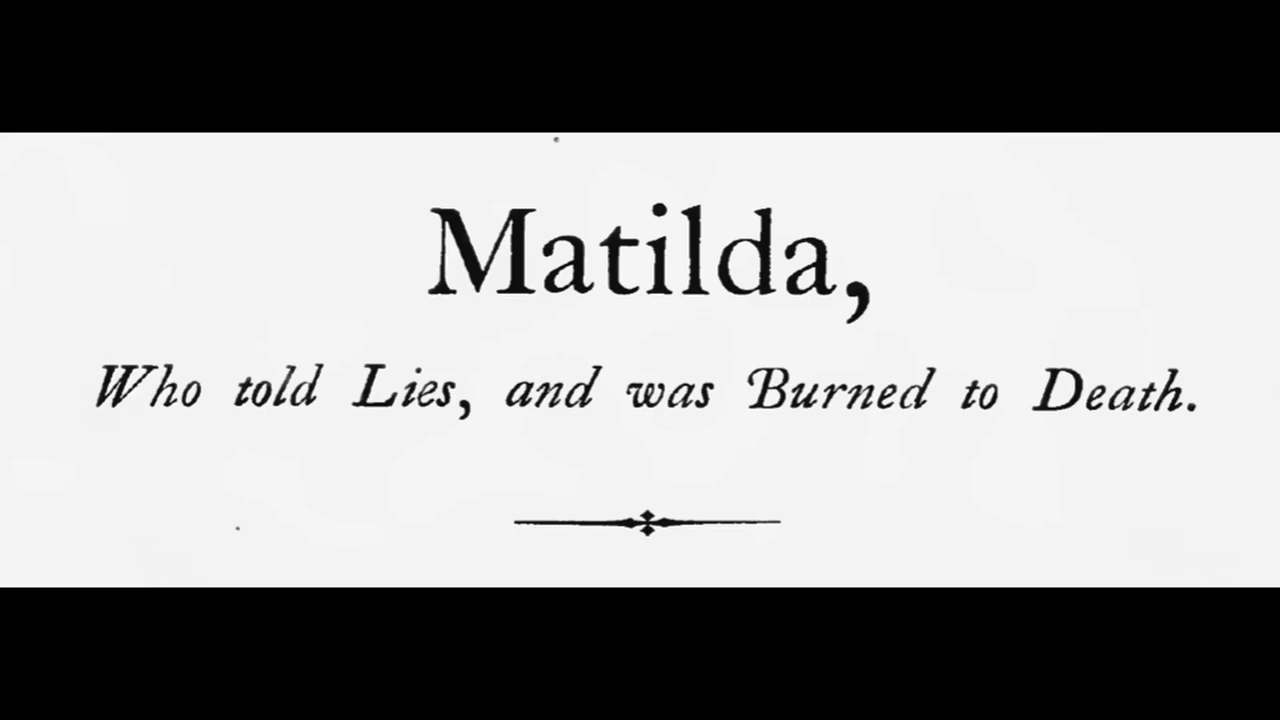 Matilda,
Who told Lies, and was Burned to Death.